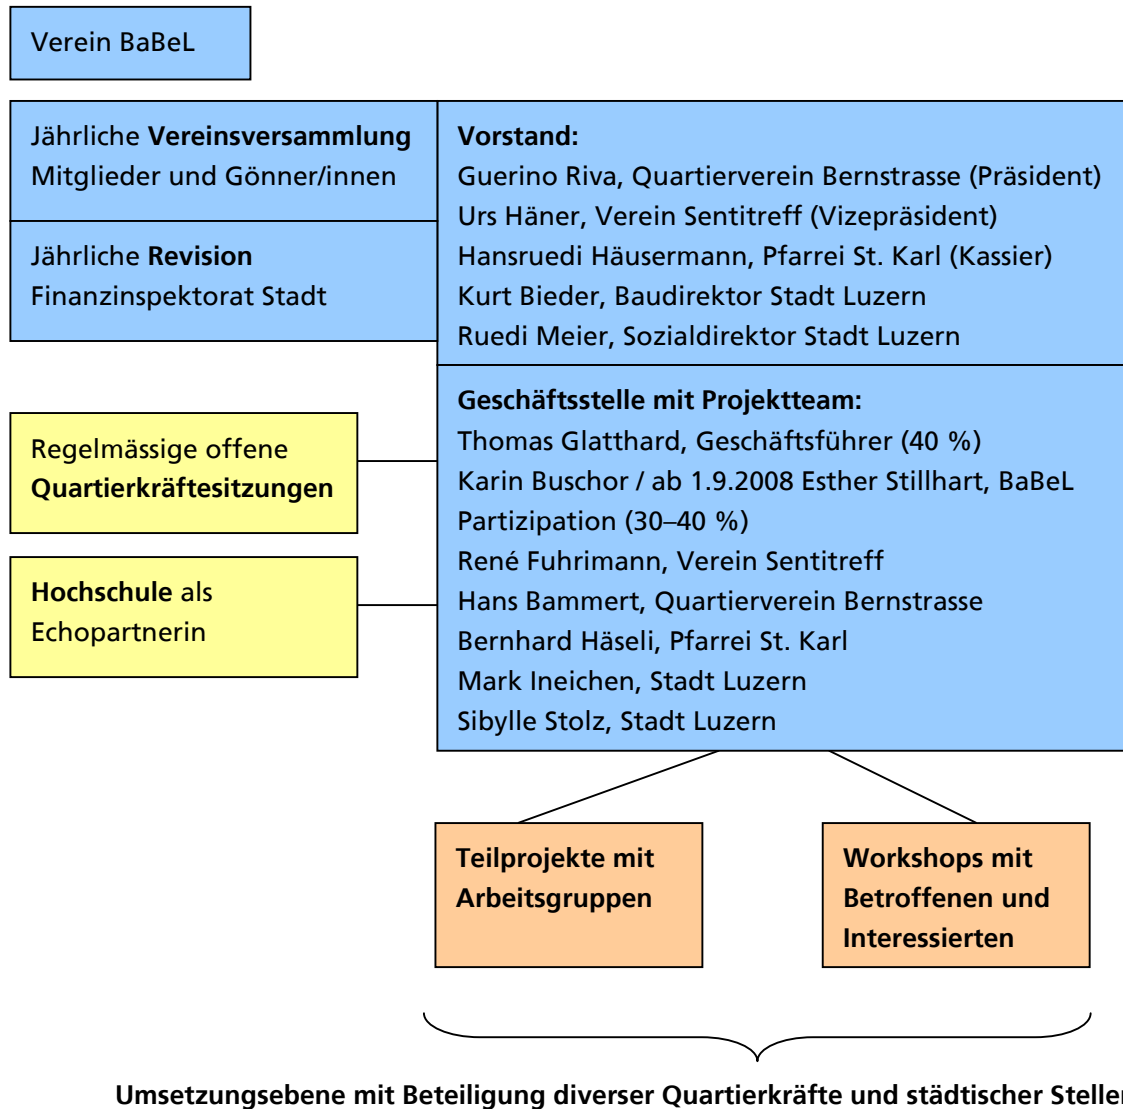 Verein BaBeL
Jährliche Vereinsversammlung
Mitglieder und Gönner/innen
Jährliche Revision
Finanzinspektorat Stadt
Vorstand:
Guerino Riva, Quartierverein Bernstrasse (Präsident)
Urs Häner, Verein Sentitreff (Vizepräsident)
Hansruedi Häusermann, Pfarrei St. Karl (Kassier)
Kurt Bieder, Baudirektor Stadt Luzern
Ruedi Meier, Sozialdirektor Stadt Luzern
Regelmässige offene
Quartierkräftesitzungen
Hochschule als
Echopartnerin
Geschäftsstelle mit Projektteam:
Thomas Glatthard, Geschäftsführer (40 %)
Karin Buschor / ab 1.9.2008 Esther Stillhart, BaBeL
Partizipation (30–40 %)
René Fuhrimann, Verein Sentitreff
Hans Bammert, Quartierverein Bernstrasse
Bernhard Häseli, Pfarrei St. Karl
Mark Ineichen, Stadt Luzern
Sibylle Stolz, Stadt Luzern
Teilprojekte mit
Arbeitsgruppen
Workshops mit
Betroffenen und
Interessierten
Umsetzungsebene mit Beteiligung diverser Quartierkräfte und städtischer Stellen